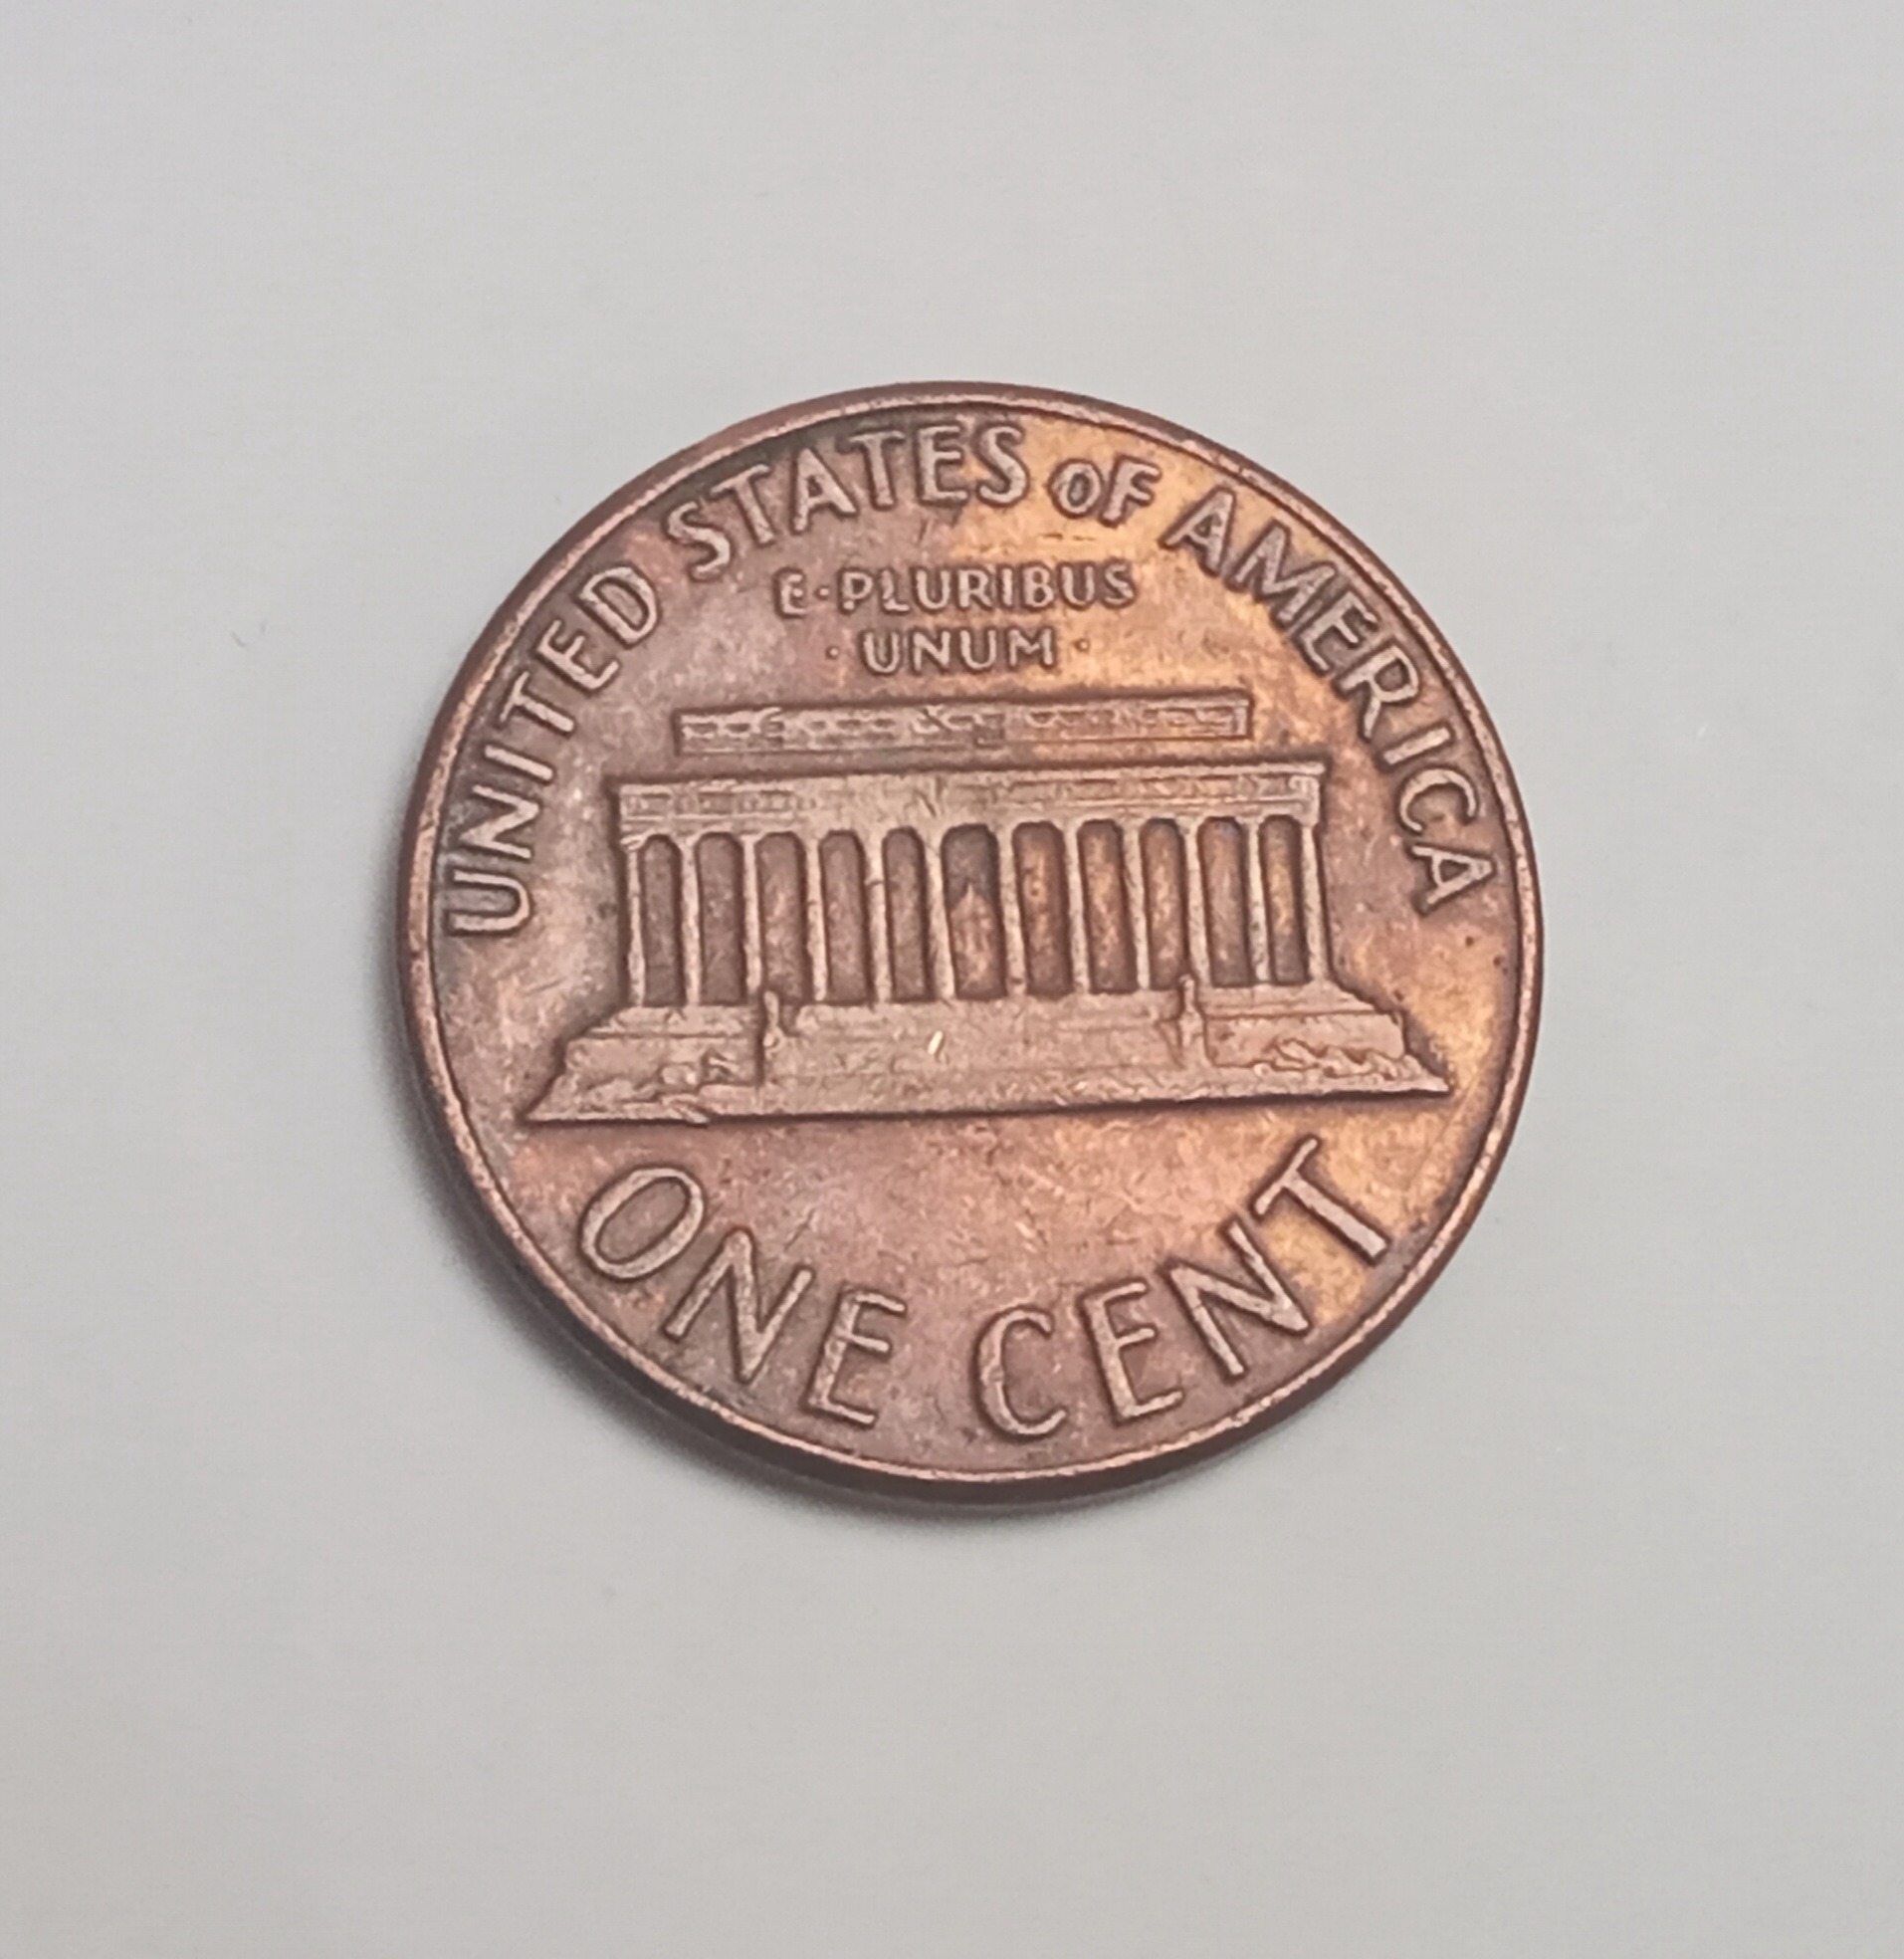 UNITED STATES OF AMERICA
E·PLURIBUS
·UNUM·
ONE CENT